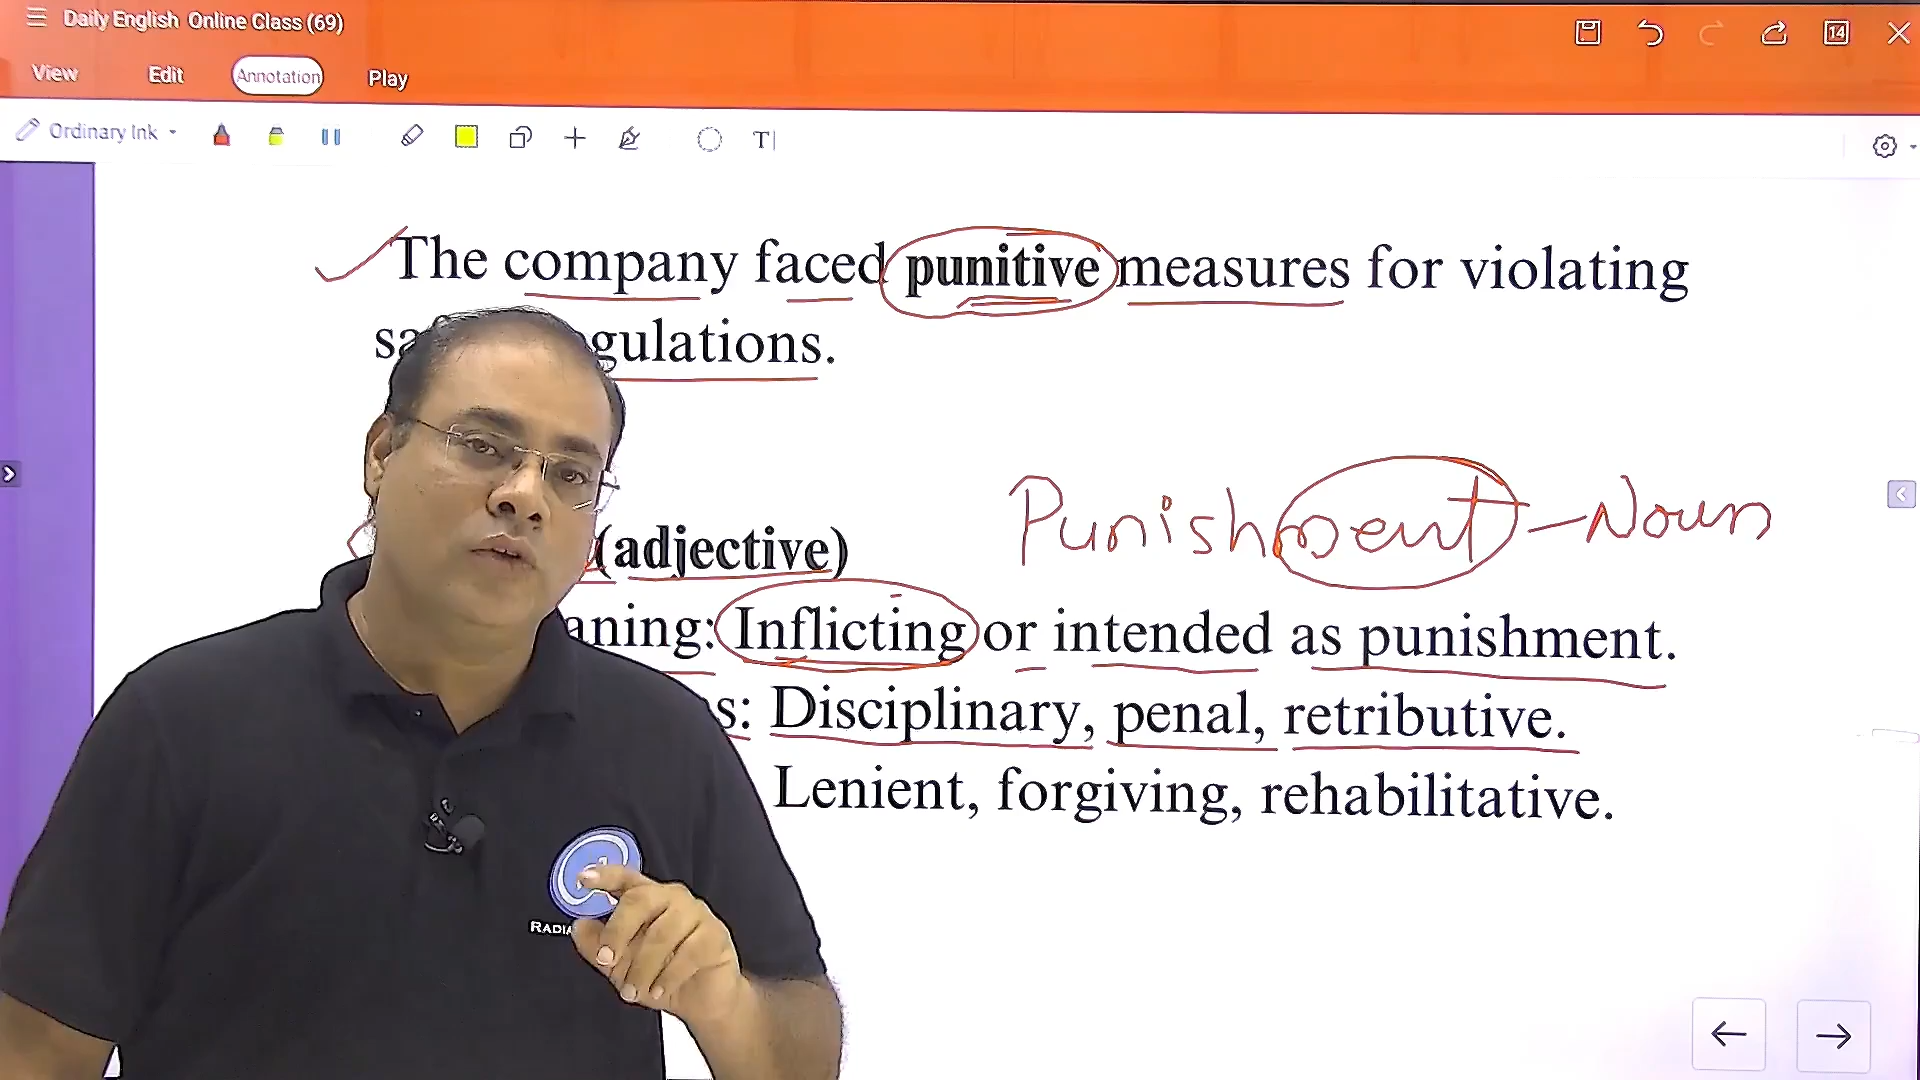 Daily English Online Class (69)
14
View Edit Annotation Play
Ordinary Ink
T|
The company faced punitive measures for violating
gulations.
Punishment - Noun
(adjective)
aning: Inflicting or intended as punishment.
s: Disciplinary, penal, retributive.
Lenient, forgiving, rehabilitative.
RADIA